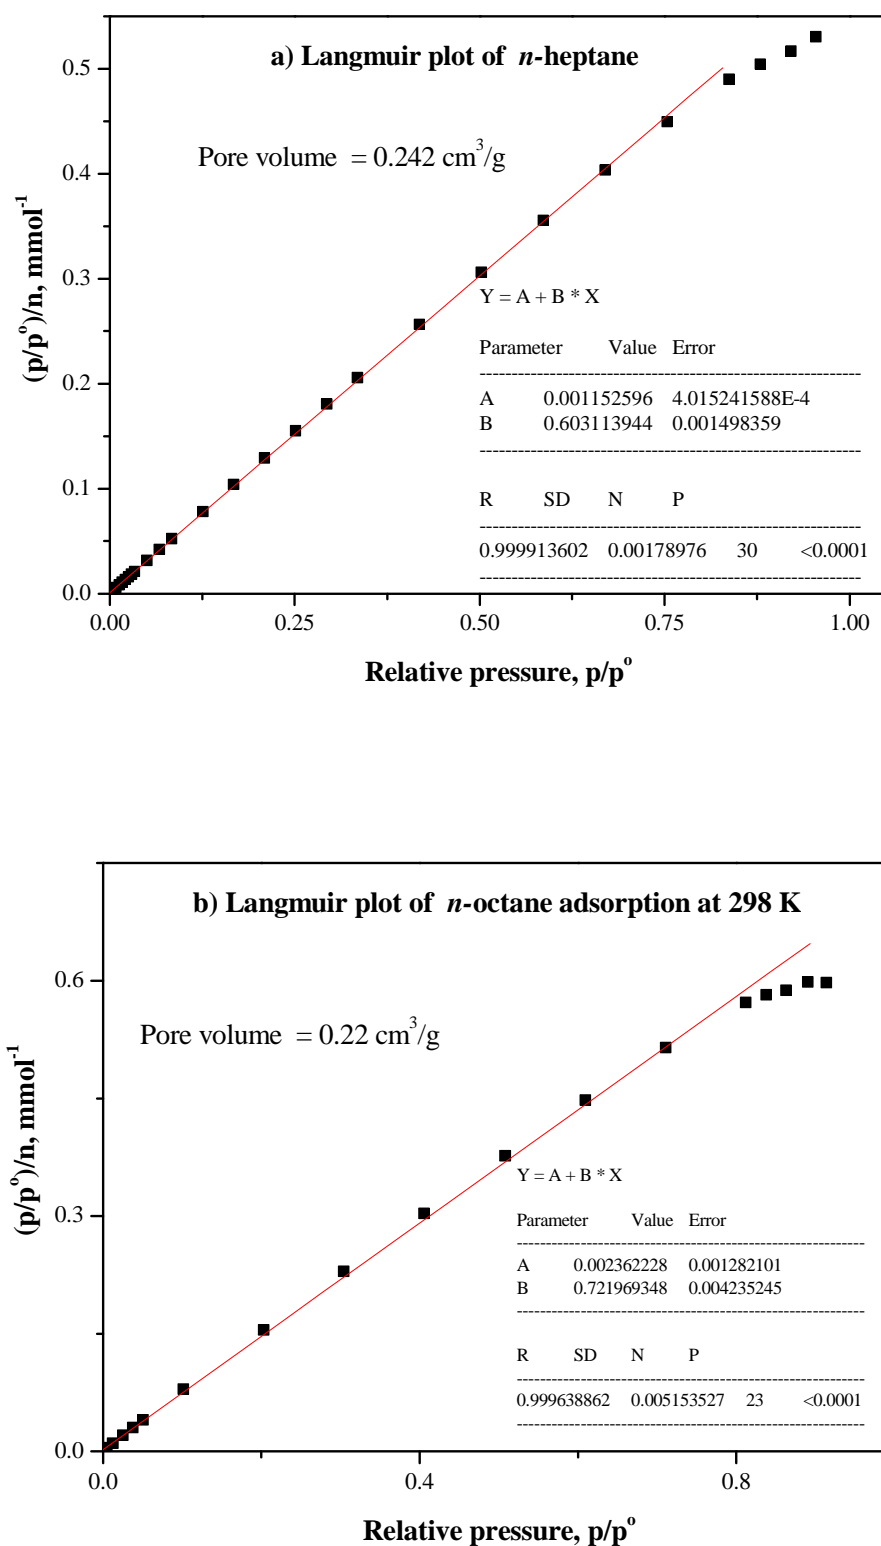 a) Langmuir plot of n-heptane
Pore volume = 0.242 cm³/g
(p/p°)/n, mmol⁻¹
0.5
0.4
0.3
0.2
0.1
0.0
Y = A + B * X
Parameter Value Error
------------------------------------------------------------
A 0.001152596 4.015241588E-4
B 0.603113944 0.001498359
------------------------------------------------------------
R SD N P
------------------------------------------------------------
0.999913602 0.00178976 30 <0.0001
------------------------------------------------------------
0.00 0.25 0.50 0.75 1.00
Relative pressure, p/p°
b) Langmuir plot of n-octane adsorption at 298 K
Pore volume = 0.22 cm³/g
(p/p°)/n, mmol⁻¹
0.6
0.3
0.0
Y = A + B * X
Parameter Value Error
------------------------------------------------------------
A 0.002362228 0.001282101
B 0.721969348 0.004235245
------------------------------------------------------------
R SD N P
------------------------------------------------------------
0.999638862 0.005153527 23 <0.0001
------------------------------------------------------------
0.0 0.4 0.8
Relative pressure, p/p°